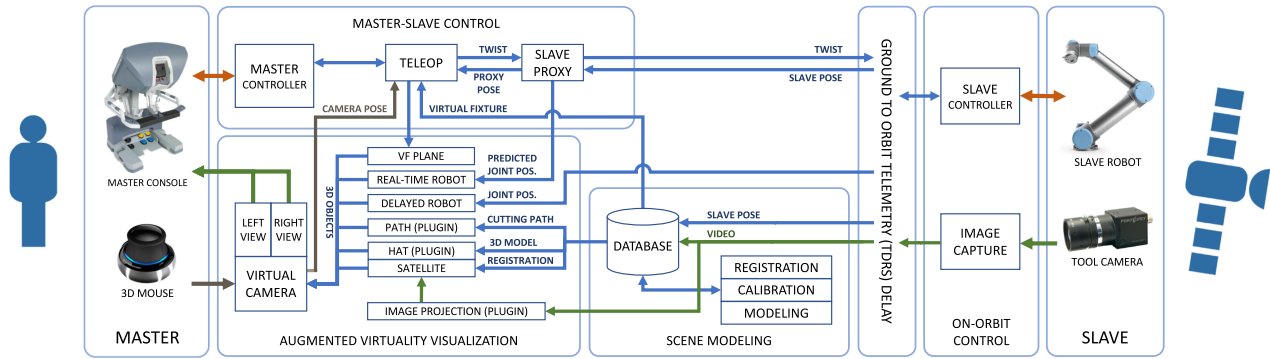 MASTER-SLAVE CONTROL
MASTER
CONTROLLER
TELEOP
TWIST
PROXY
POSE
SLAVE
PROXY
TWIST
SLAVE POSE
CAMERA POSE
VIRTUAL FIXTURE
MASTER CONSOLE
3D MOUSE
MASTER
LEFT
VIEW
RIGHT
VIEW
VIRTUAL
CAMERA
3D OBJECTS
VF PLANE
REAL-TIME ROBOT
DELAYED ROBOT
PATH (PLUGIN)
HAT (PLUGIN)
SATELLITE
IMAGE PROJECTION (PLUGIN)
PREDICTED
JOINT POS.
JOINT POS.
CUTTING PATH
3D MODEL
REGISTRATION
AUGMENTED VIRTUALITY VISUALIZATION
DATABASE
SLAVE POSE
VIDEO
REGISTRATION
CALIBRATION
MODELING
SCENE MODELING
GROUND TO ORBIT TELEMETRY (TDRS) DELAY
SLAVE
CONTROLLER
IMAGE
CAPTURE
ON-ORBIT
CONTROL
SLAVE ROBOT
TOOL CAMERA
SLAVE